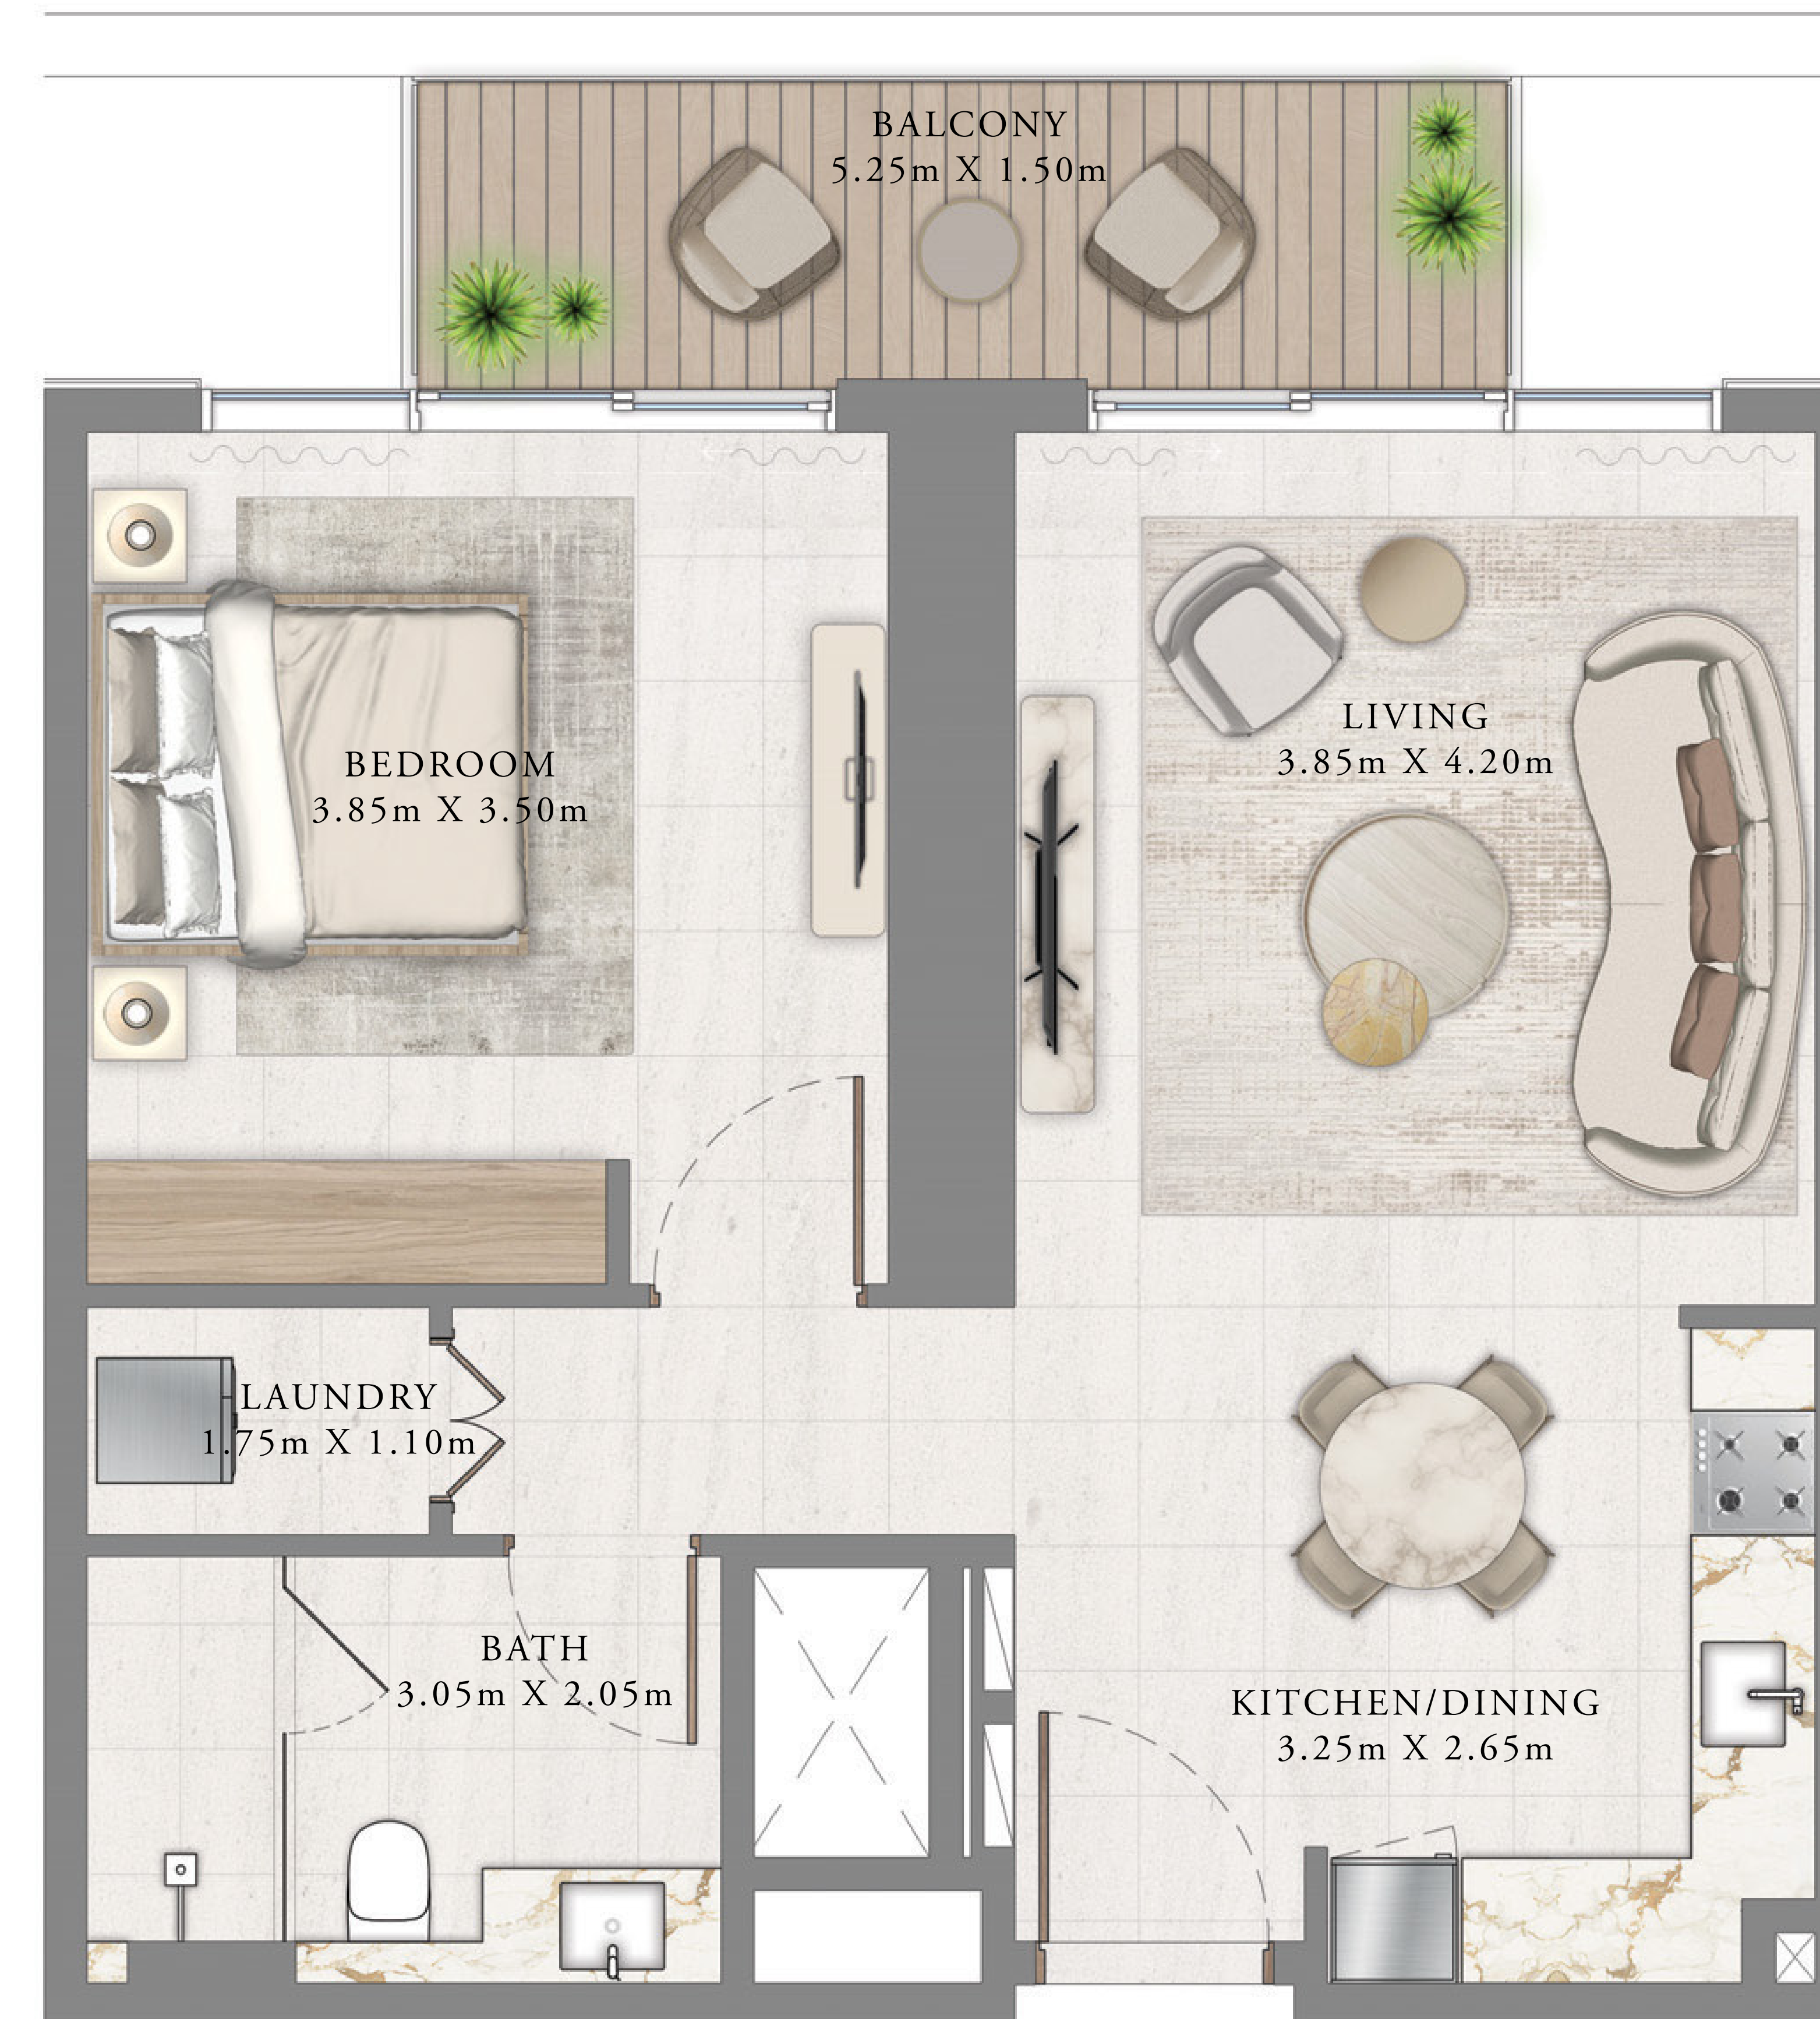 BALCONY
5.25m X 1.50m
BEDROOM
3.85m X 3.50m
LIVING
3.85m X 4.20m
LAUNDRY
1.75m X 1.10m
BATH
3.05m X 2.05m
KITCHEN/DINING
3.25m X 2.65m